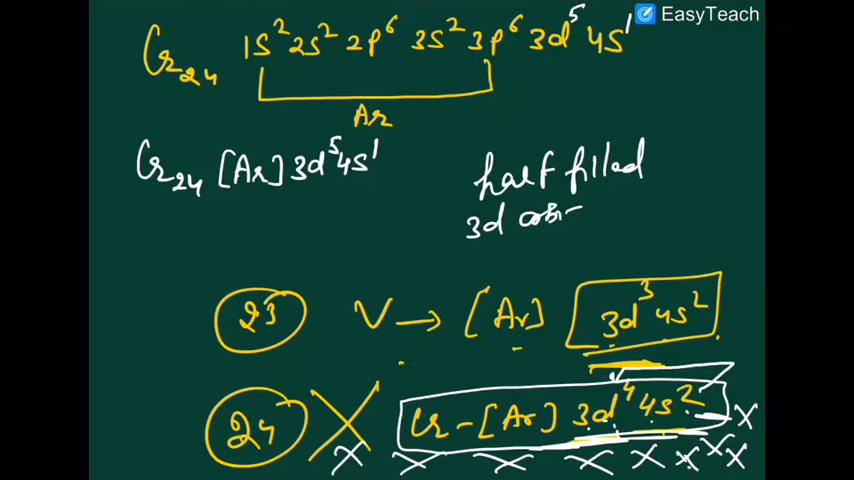 EasyTeach
Cr₂₄ 1s² 2s² 2p⁶ 3s² 3p⁶ 3d⁵ 4s¹
Ar
Cr₂₄ [Ar] 3d⁵ 4s¹
half filled
3d
23 V → [Ar] 3d³ 4s²
24 X Cr - [Ar] 3d⁴ 4s² X
X X X X X X X X